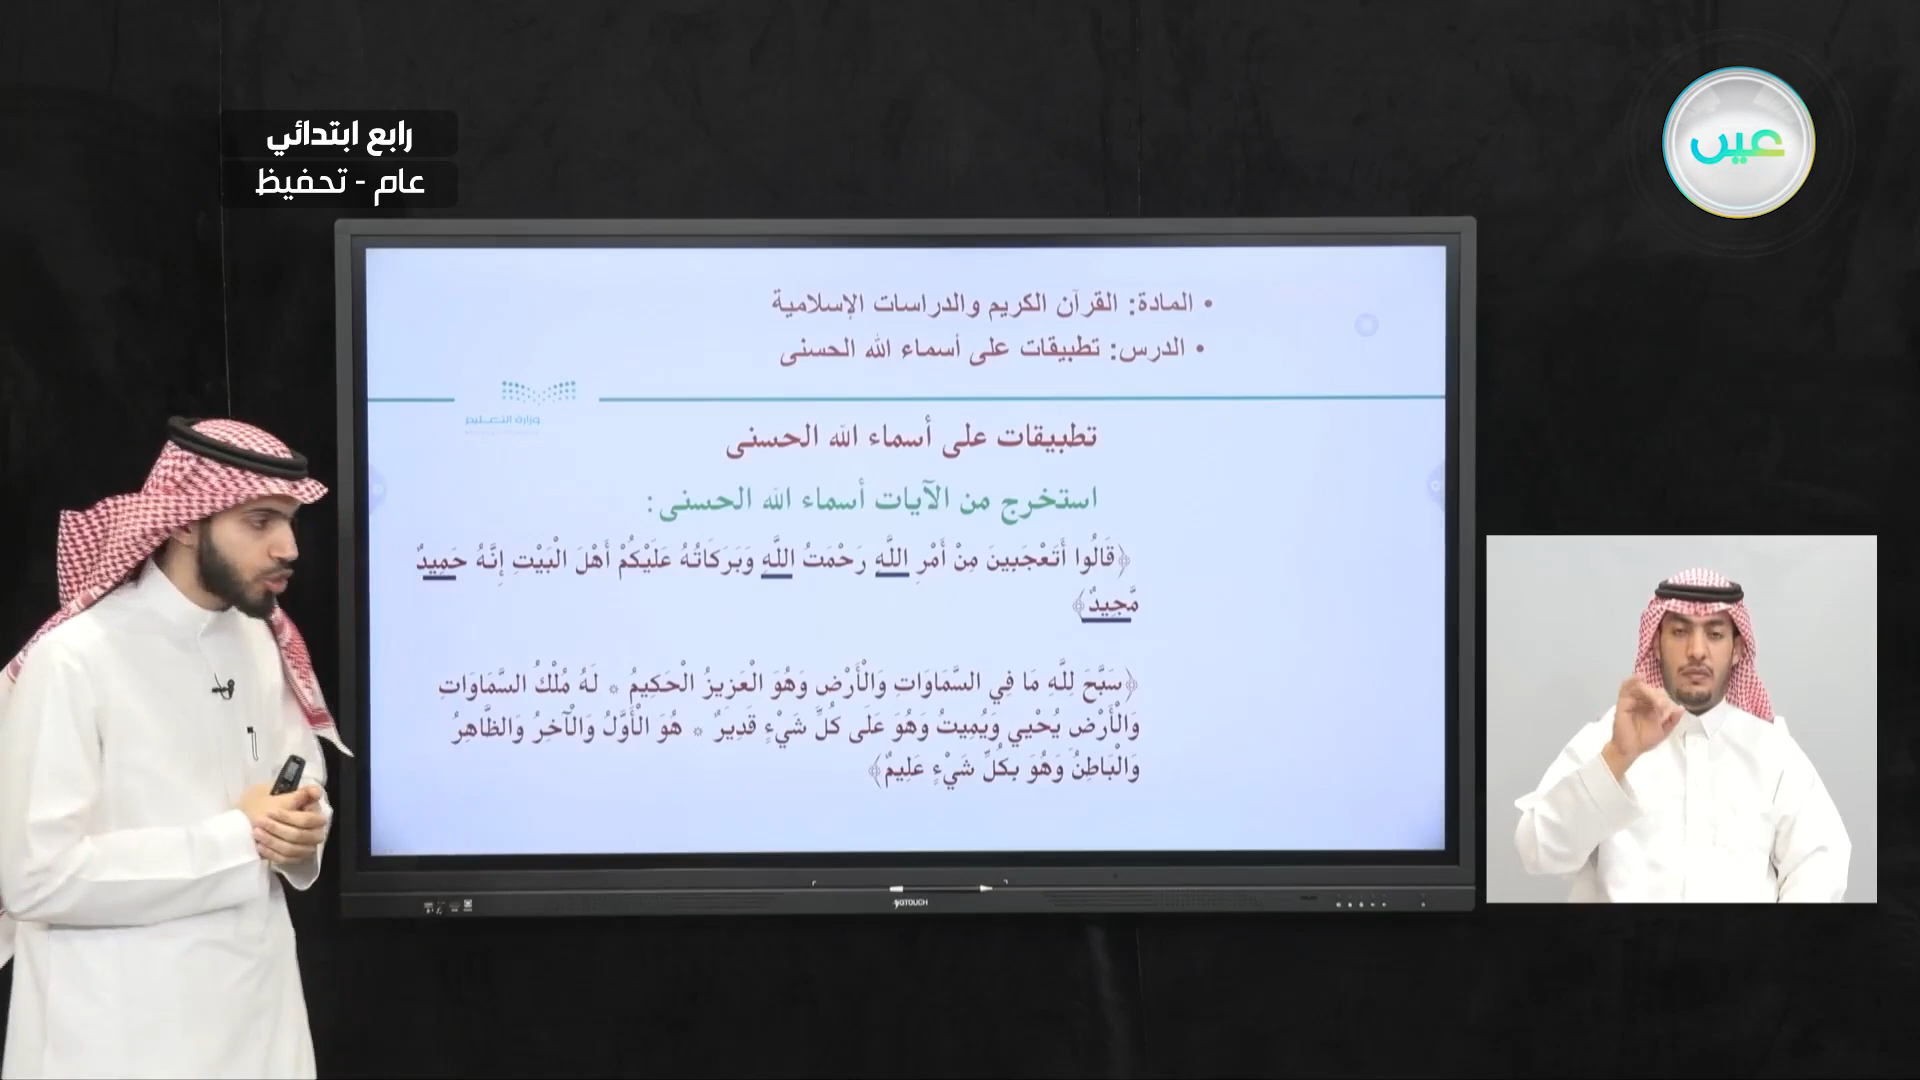 رابع ابتدائي
عام - تحفيظ
عين
• المادة: القرآن الكريم والدراسات الإسلامية
• الدرس: تطبيقات على أسماء الله الحسنى
وزارة التعليم
تطبيقات على أسماء الله الحسنى
استخرج من الآيات أسماء الله الحسنى:
﴿قَالُوا أَتَعْجَبِينَ مِنْ أَمْرِ اللَّهِ رَحْمَتُ اللَّهِ وَبَرَكَاتُهُ عَلَيْكُمْ أَهْلَ الْبَيْتِ إِنَّهُ حَمِيدٌ
مَّجِيدٌ﴾
﴿سَبَّحَ لِلَّهِ مَا فِي السَّمَاوَاتِ وَالْأَرْضِ وَهُوَ الْعَزِيزُ الْحَكِيمُ * لَهُ مُلْكُ السَّمَاوَاتِ
وَالْأَرْضِ يُحْيِي وَيُمِيتُ وَهُوَ عَلَى كُلِّ شَيْءٍ قَدِيرٌ * هُوَ الْأَوَّلُ وَالْآخِرُ وَالظَّاهِرُ
وَالْبَاطِنُ وَهُوَ بِكُلِّ شَيْءٍ عَلِيمٌ﴾